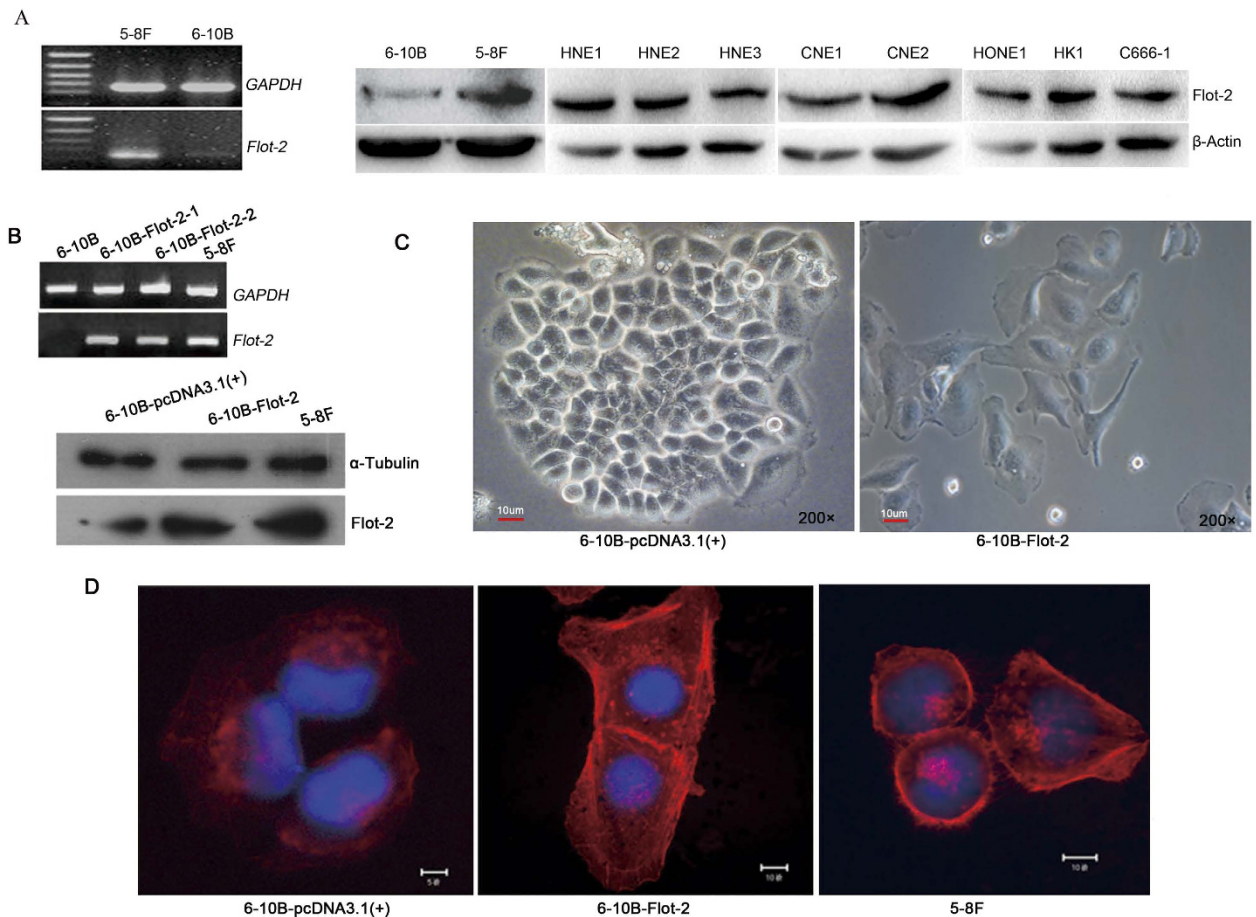 A
5-8F 6-10B
GAPDH
Flot-2
6-10B 5-8F HNE1 HNE2 HNE3 CNE1 CNE2 HONE1 HK1 C666-1
Flot-2
β-Actin
B
6-10B 6-10B-Flot-2-1 6-10B-Flot-2-2 5-8F
GAPDH
Flot-2
6-10B-pcDNA3.1(+) 6-10B-Flot-2 5-8F
α-Tubulin
Flot-2
C
10um 200×
6-10B-pcDNA3.1(+)
200×
10um
6-10B-Flot-2
D
5
10
10
6-10B-pcDNA3.1(+) 6-10B-Flot-2 5-8F